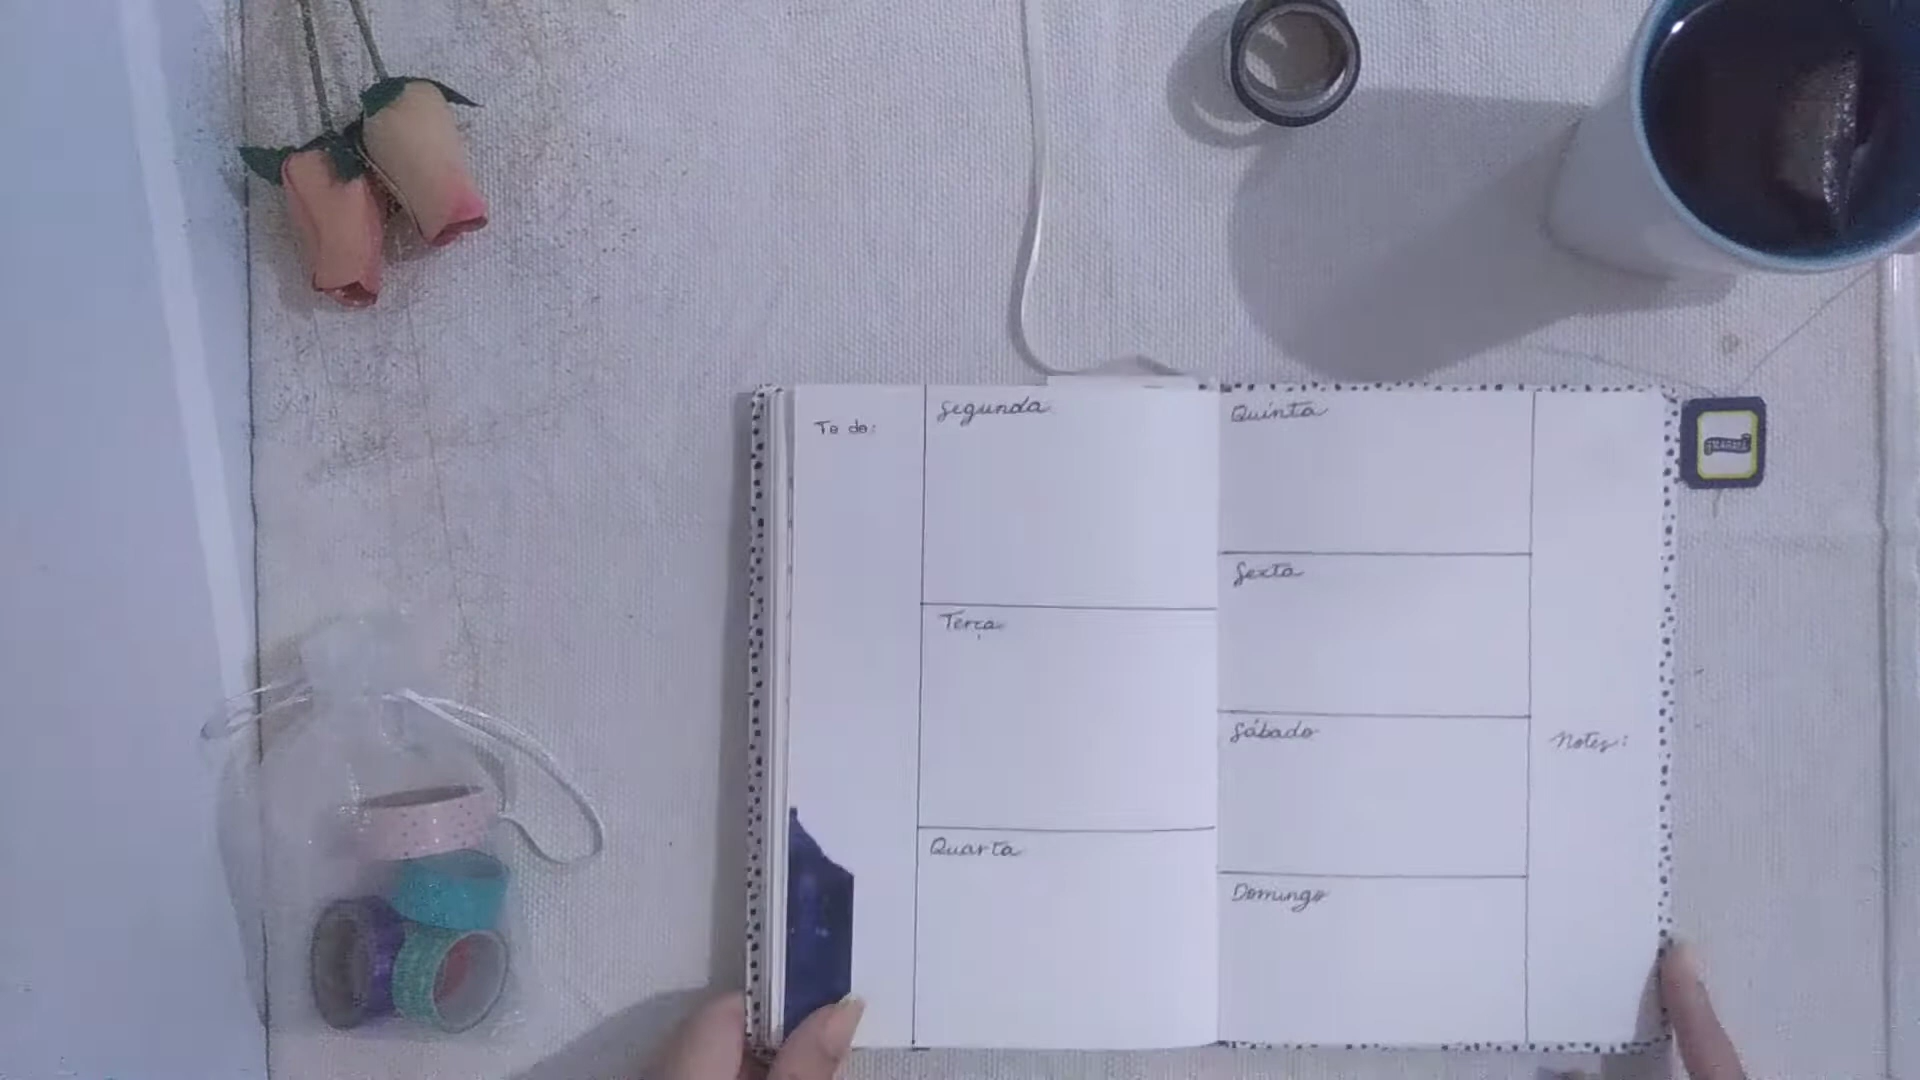 To do:
Segunda
Terça
Quarta
Quinta
Sexta
Sábado
Domingo
Notes: